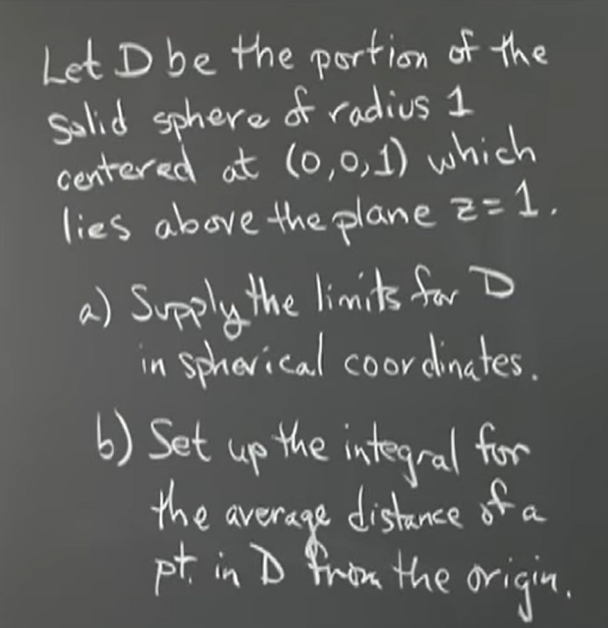 Let D be the portion of the
solid sphere of radius 1
centered at (0,0,1) which
lies above the plane z=1.
a) Supply the limits for D
in spherical coordinates.
b) Set up the integral for
the average distance of a
pt. in D from the origin.